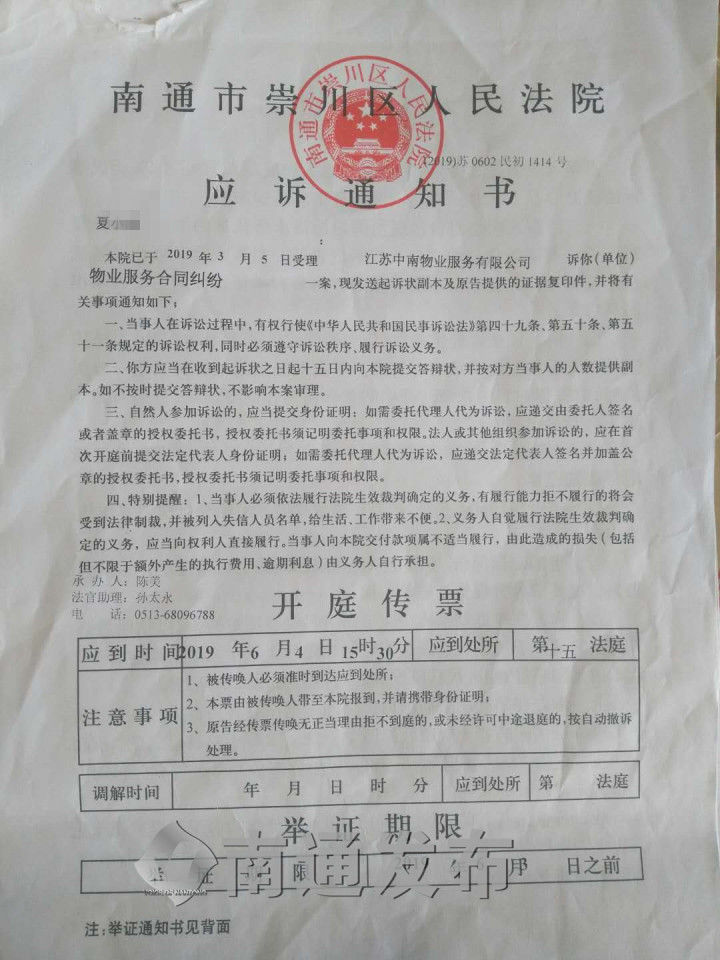 南通市崇川区人民法院
南通市崇川区人民法院
(2019)苏0602民初1414号
应诉通知书
夏小
:
本院已于 2019 年 3 月 5 日受理 江苏中南物业服务有限公司 诉你(单位)
物业服务合同纠纷 一案,现发送起诉状副本及原告提供的证据复印件,并将有
关事项通知如下;
一、当事人在诉讼过程中,有权行使《中华人民共和国民事诉讼法》第四十九条、第五十条、第五
十一条规定的诉讼权利,同时必须遵守诉讼秩序、履行诉讼义务。
二、你方应当在收到起诉状之日起十五日内向本院提交答辩状,并按对方当事人的人数提供副
本。如不按时提交答辩状,不影响本案审理。
三、自然人参加诉讼的,应当提交身份证明;如需委托代理人代为诉讼,应递交由委托人签名
或者盖章的授权委托书,授权委托书须记明委托事项和权限。法人或其他组织参加诉讼的,应在首
次开庭前提交法定代表人身份证明;如需委托代理人代为诉讼,应递交法定代表人签名并加盖公
章的授权委托书,授权委托书须记明委托事项和权限。
四、特别提醒:1、当事人必须依法履行法院生效裁判确定的义务,有履行能力拒不履行的将会
受到法律制裁,并被列入失信人员名单,给生活、工作带来不便。2、义务人自觉履行法院生效裁判确
定的义务,应当向权利人直接履行。当事人向本院交付款项属不适当履行,由此造成的损失(包括
但不限于额外产生的执行费用、逾期利息)由义务人自行承担。
承 办 人:陈美
法官助理:孙太永
电 话:0513-68096788
开庭传票
应到时间 2019 年 6 月 4 日 15时30分 应到处所 第十五 法庭
注意事项
1、被传唤人必须准时到达应到处所;
2、本票由被传唤人带至本院报到,并请携带身份证明;
3、原告经传票传唤无正当理由拒不到庭的,或未经许可中途退庭的,按自动撤诉
处理。
调解时间 年 月 日 时 分 应到处所 第 法庭
举证期限
举 证 限 月 日之前
南通发布
注:举证通知书见背面